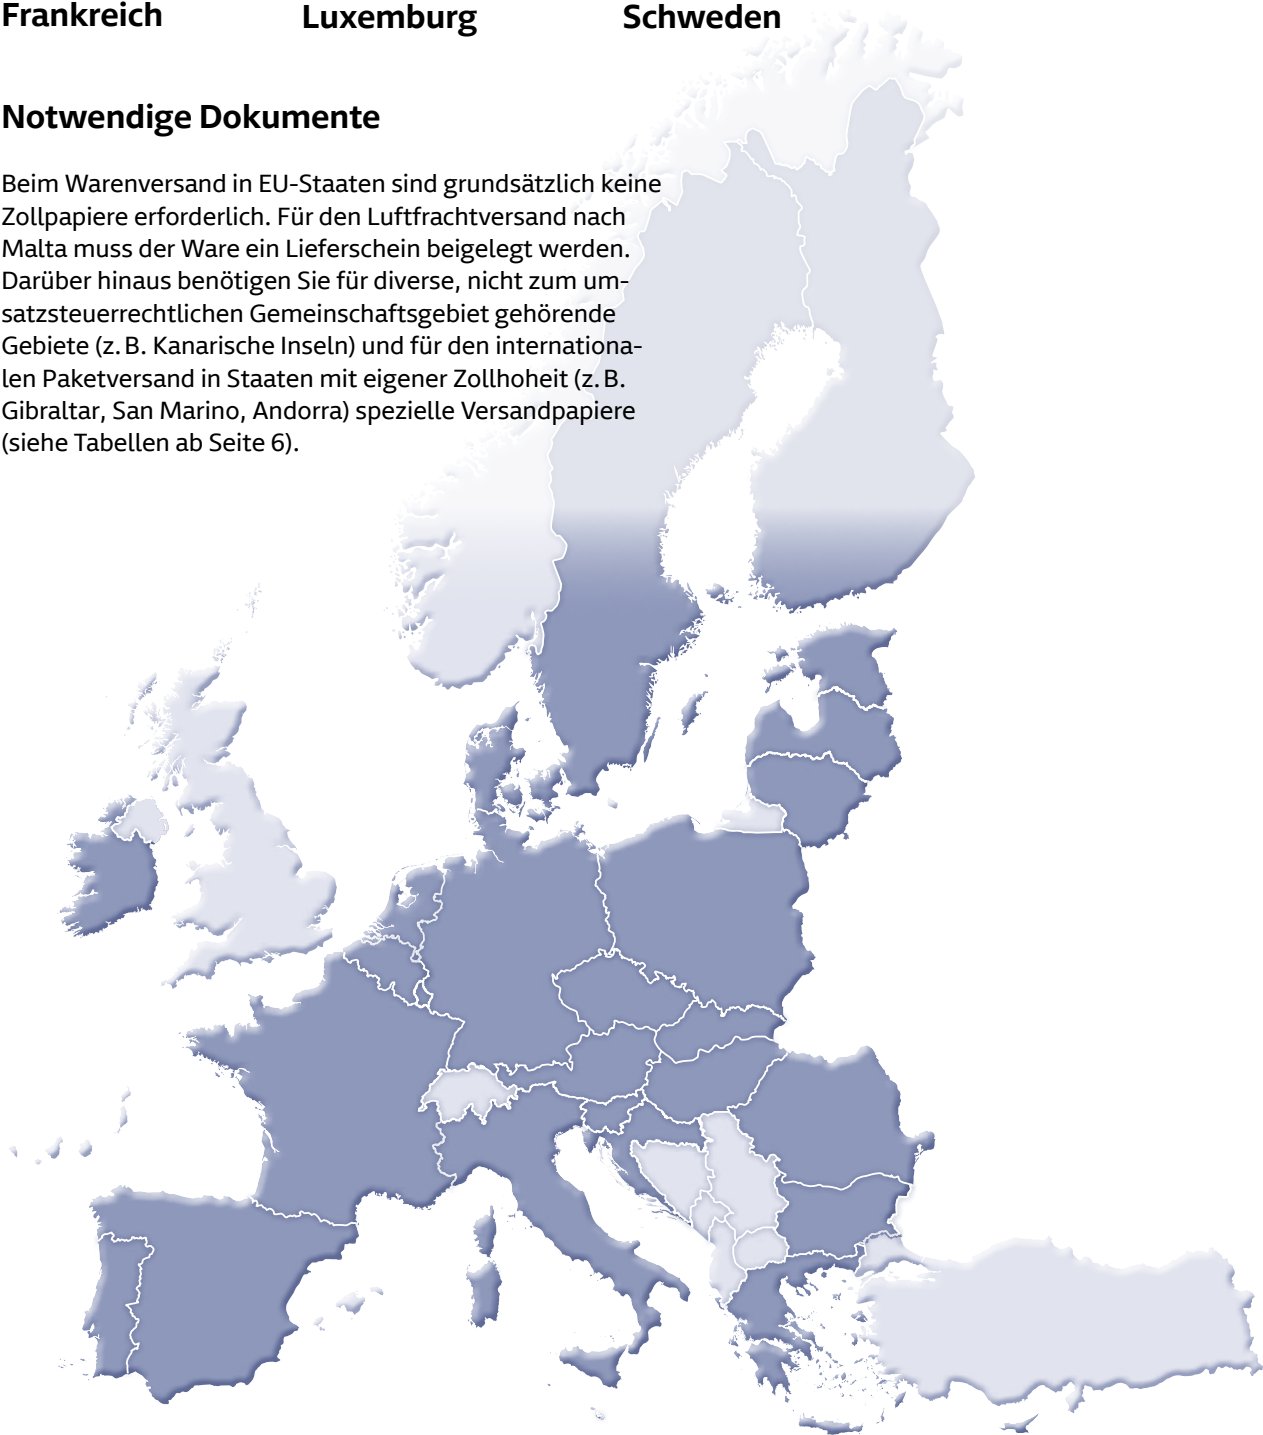 Frankreich Luxemburg Schweden
Notwendige Dokumente
Beim Warenversand in EU-Staaten sind grundsätzlich keine
Zollpapiere erforderlich. Für den Luftfrachtversand nach
Malta muss der Ware ein Lieferschein beigelegt werden.
Darüber hinaus benötigen Sie für diverse, nicht zum um-
satzsteuerrechtlichen Gemeinschaftsgebiet gehörende
Gebiete (z. B. Kanarische Inseln) und für den internationa-
len Paketversand in Staaten mit eigener Zollhoheit (z. B.
Gibraltar, San Marino, Andorra) spezielle Versandpapiere
(siehe Tabellen ab Seite 6).